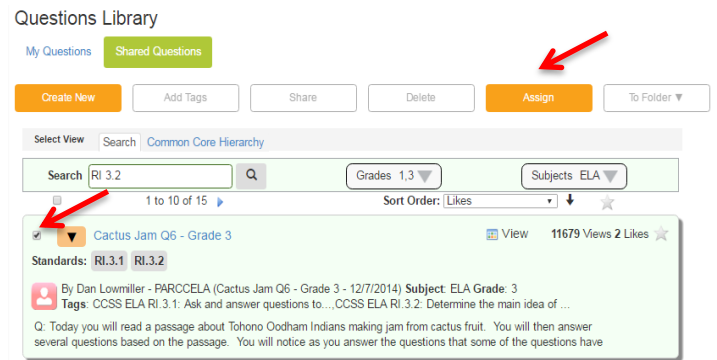 Questions Library
My Questions Shared Questions
Create New Add Tags Share Delete Assign To Folder ▼
Select View Search Common Core Hierarchy
Search RI 3.2 Grades 1,3 Subjects ELA
1 to 10 of 15 Sort Order: Likes
Cactus Jam Q6 - Grade 3 View 11679 Views 2 Likes
Standards: RI.3.1 RI.3.2
By Dan Lowmiller - PARCCELA (Cactus Jam Q6 - Grade 3 - 12/7/2014) Subject: ELA Grade: 3
Tags: CCSS ELA RI.3.1: Ask and answer questions to...,CCSS ELA RI.3.2: Determine the main idea of ...
Q: Today you will read a passage about Tohono Oodham Indians making jam from cactus fruit. You will then answer
several questions based on the passage. You will notice as you answer the questions that some of the questions have